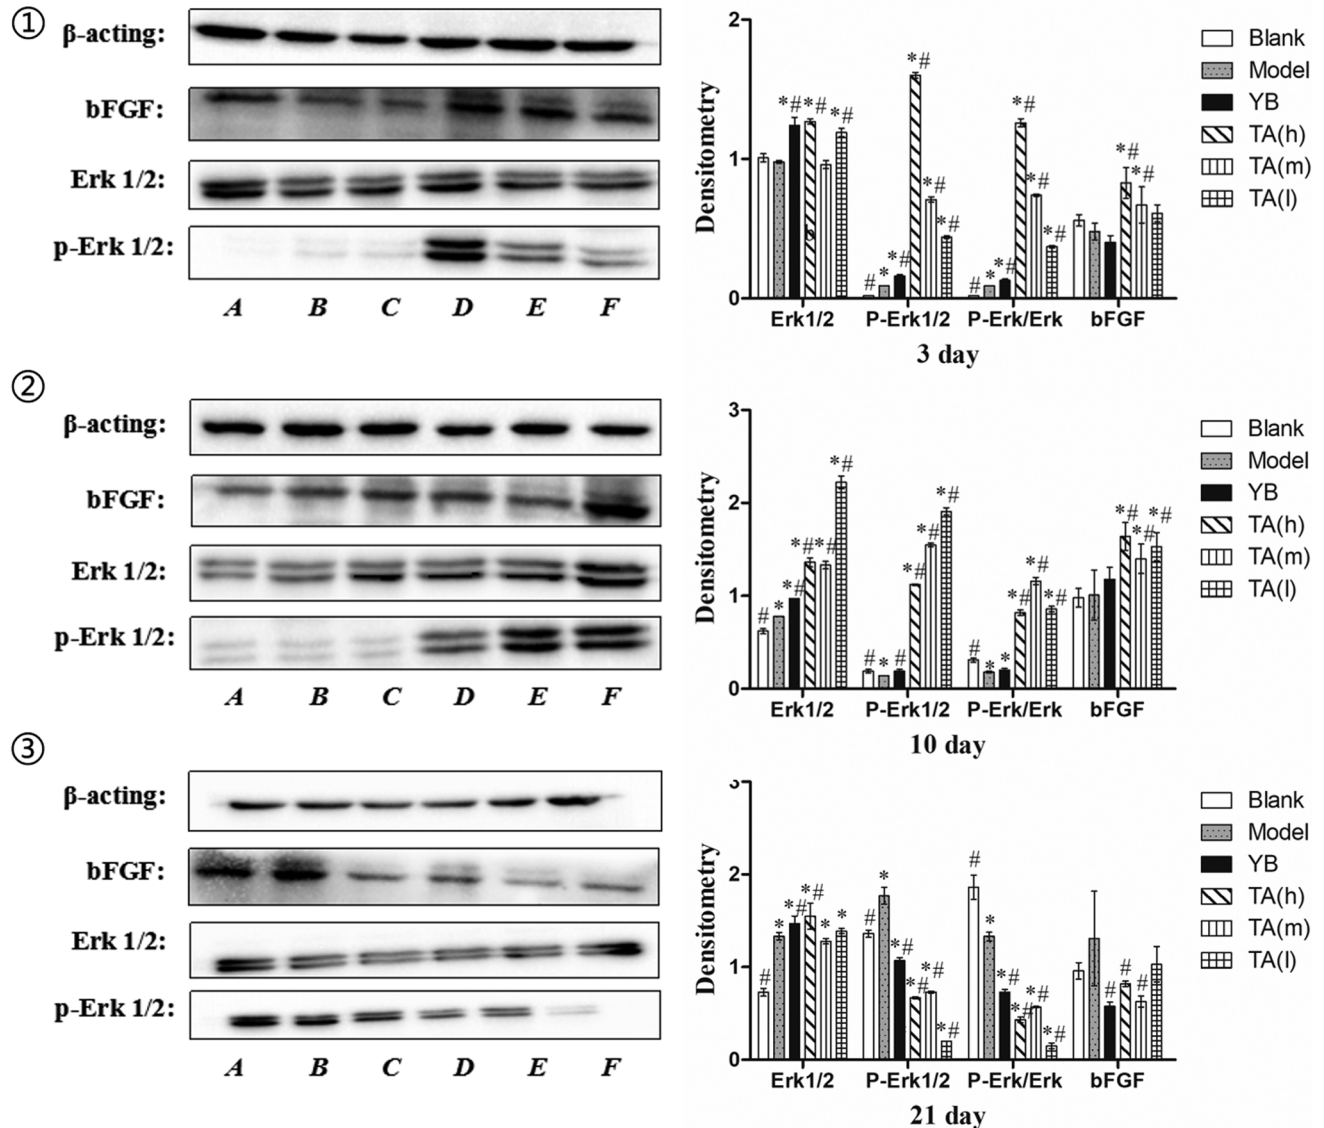 ①
β-acting:
bFGF:
Erk 1/2:
p-Erk 1/2:
A B C D E F
2
1
0
Densitometry
*# *# *# *# *# *# *# *# *# *# *# *#
# * # *
Erk1/2 P-Erk1/2 P-Erk/Erk bFGF
3 day
Blank
Model
YB
TA(h)
TA(m)
TA(l)
②
β-acting:
bFGF:
Erk 1/2:
p-Erk 1/2:
A B C D E F
3
2
1
0
Densitometry
# * *# *# *# *# # * # *# *# *# # * * *# *# *# *# *# *#
Erk1/2 P-Erk1/2 P-Erk/Erk bFGF
10 day
Blank
Model
YB
TA(h)
TA(m)
TA(l)
③
β-acting:
bFGF:
Erk 1/2:
p-Erk 1/2:
A B C D E F
3
2
1
0
Densitometry
# * *# *# * * # * *# *# *# *# # * *# *# *# *# # # #
Erk1/2 P-Erk1/2 P-Erk/Erk bFGF
21 day
Blank
Model
YB
TA(h)
TA(m)
TA(l)